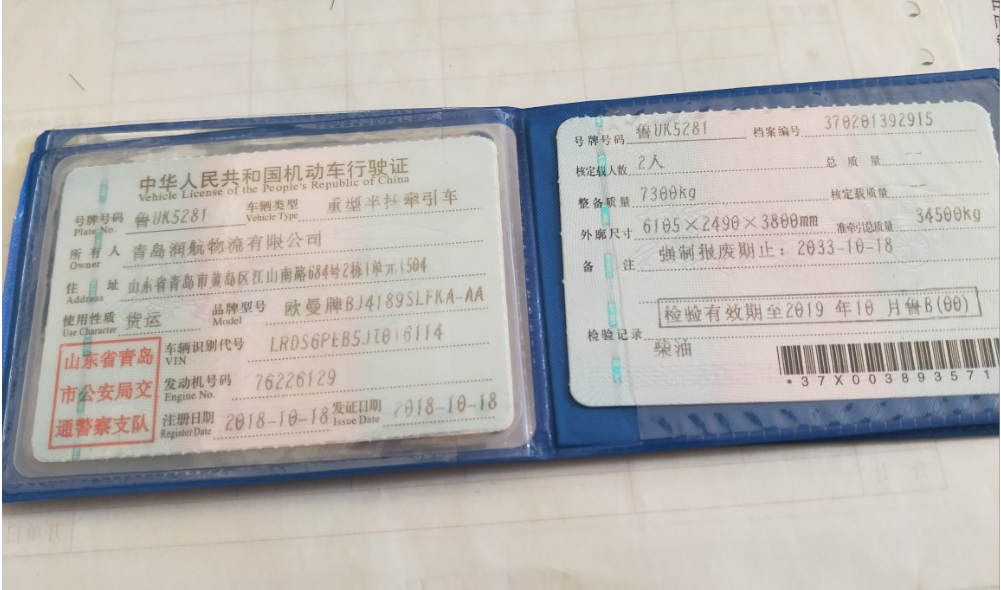 中华人民共和国机动车行驶证
Vehicle License of the People's Republic of China
号牌号码 鲁UK5281 车辆类型 重型半挂牵引车
Plate No. Vehicle Type
所有人 青岛润航物流有限公司
Owner
住址 山东省青岛市黄岛区江山南路684号2栋1单元1504
Address
使用性质 货运 品牌型号 欧曼牌BJ4189SLFKA-AA
Use Character Model
山东省青岛
市公安局交
通警察支队
车辆识别代号 LRDS6PEB5JT016114
VIN
发动机号码 76226129
Engine No.
注册日期 2018-10-18 发证日期 2018-10-18
Register Date Issue Date
号牌号码 鲁UK5281 档案编号 370201392915
核定载人数 2人 总质量 --
整备质量 7300kg 核定载质量 --
外廓尺寸 6105×2490×3800mm 准牵引总质量 34500kg
备注 强制报废期止:2033-10-18
检验有效期至2019年10月鲁B(00)
检验记录
柴油
*37X003893571